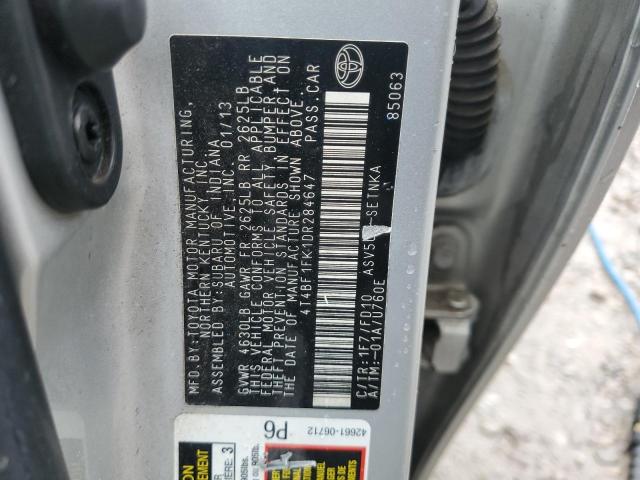 MFD.BY:TOYOTA MOTOR MANUFACTURING,
NORTHERN KENTUCKY, INC.
ASSEMBLED BY:SUBARU OF INDIANA
AUTOMOTIVE, INC. 01/13
GVWR 4630LB GAWR FR 2625LB RR 2625LB
THIS VEHICLE CONFORMS TO ALL APPLICABLE
FEDERAL MOTOR VEHICLE SAFETY, BUMPER, AND
THEFT PREVENTION STANDARDS IN EFFECT ON
THE DATE OF MANUFACTURE SHOWN ABOVE.
4T4BF1FK1DR284647 PASS.CAR
C/TR:1F7/FD10
A/TM:-01A/U760E
85063
42661-06712
P6
3